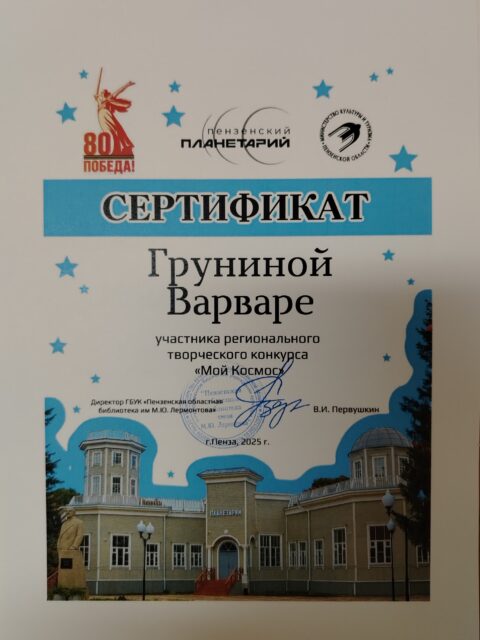 80
ПОБЕДА!
пензенский
ПЛАНЕТАРИЙ
МИНИСТЕРСТВО КУЛЬТУРЫ И ТУРИЗМА
ПЕНЗЕНСКОЙ ОБЛАСТИ
СЕРТИФИКАТ
Груниной
Варваре
участника регионального
творческого конкурса
«Мой Космос»
Директор ГБУК «Пензенская областная
библиотека им М.Ю. Лермонтова»
В.И. Первушкин
г.Пенза, 2025 г.
ПЛАНЕТАРИЙ